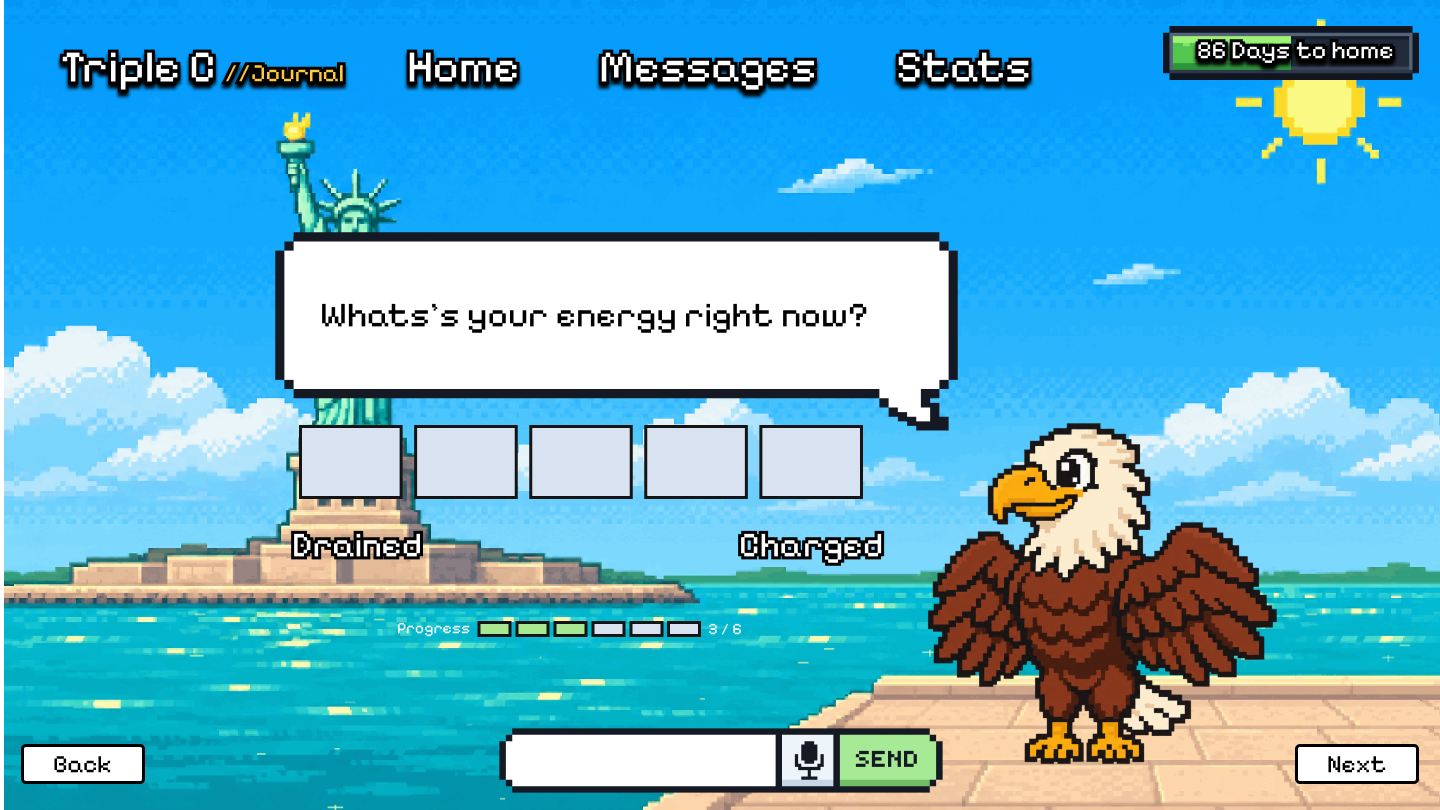 Triple C //Journal
Home
Messages
Stats
86 Days to home
Whats's your energy right now?
Drained
Charged
Progress 3/6
SEND
Back
Next